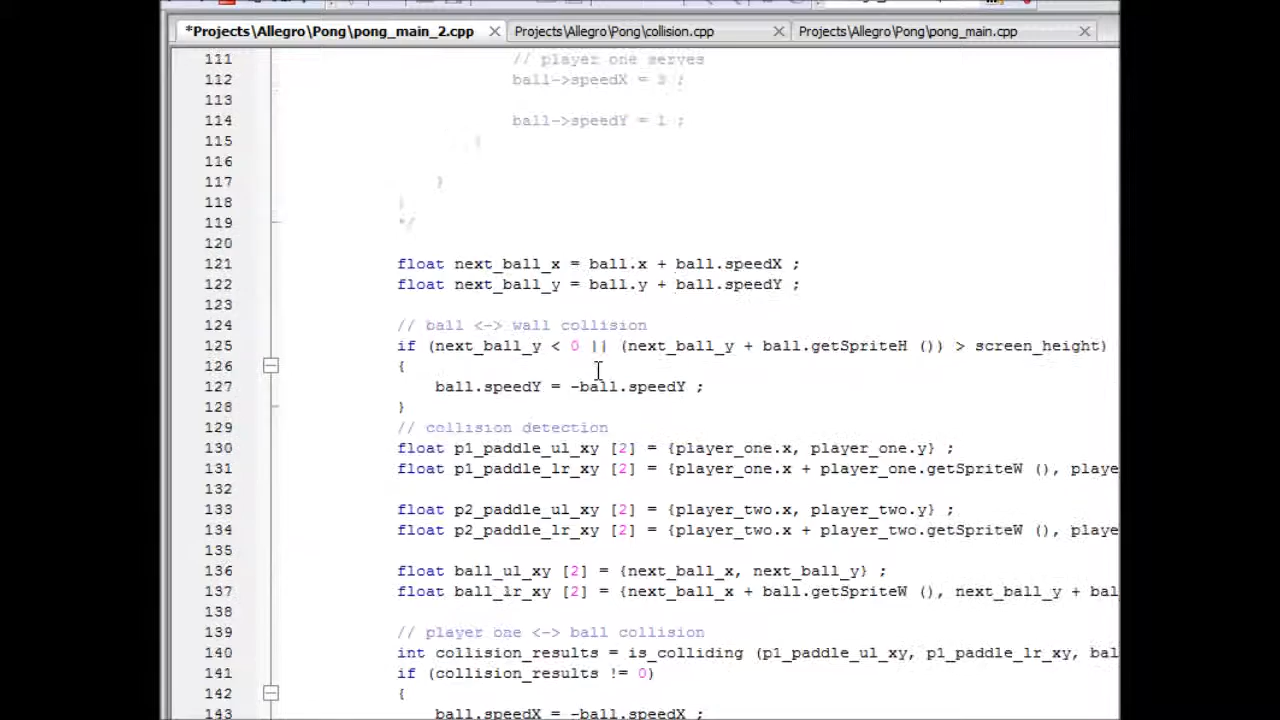 *Projects\Allegro\Pong\pong_main_2.cpp Projects\Allegro\Pong\collision.cpp Projects\Allegro\Pong\pong_main.cpp
111 // player one serves
112 ball->speedX = 3 ;
113
114 ball->speedY = 1 ;
115 }
116
117 }
118 }
119 */
120
121 float next_ball_x = ball.x + ball.speedX ;
122 float next_ball_y = ball.y + ball.speedY ;
123
124 // ball <-> wall collision
125 if (next_ball_y < 0 || (next_ball_y + ball.getSpriteH ()) > screen_height)
126 {
127 ball.speedY = -ball.speedY ;
128 }
129 // collision detection
130 float p1_paddle_ul_xy [2] = {player_one.x, player_one.y} ;
131 float p1_paddle_lr_xy [2] = {player_one.x + player_one.getSpriteW (), playe
132
133 float p2_paddle_ul_xy [2] = {player_two.x, player_two.y} ;
134 float p2_paddle_lr_xy [2] = {player_two.x + player_two.getSpriteW (), playe
135
136 float ball_ul_xy [2] = {next_ball_x, next_ball_y} ;
137 float ball_lr_xy [2] = {next_ball_x + ball.getSpriteW (), next_ball_y + bal
138
139 // player one <-> ball collision
140 int collision_results = is_colliding (p1_paddle_ul_xy, p1_paddle_lr_xy, bal
141 if (collision_results != 0)
142 {
143 ball.speedX = -ball.speedX ;